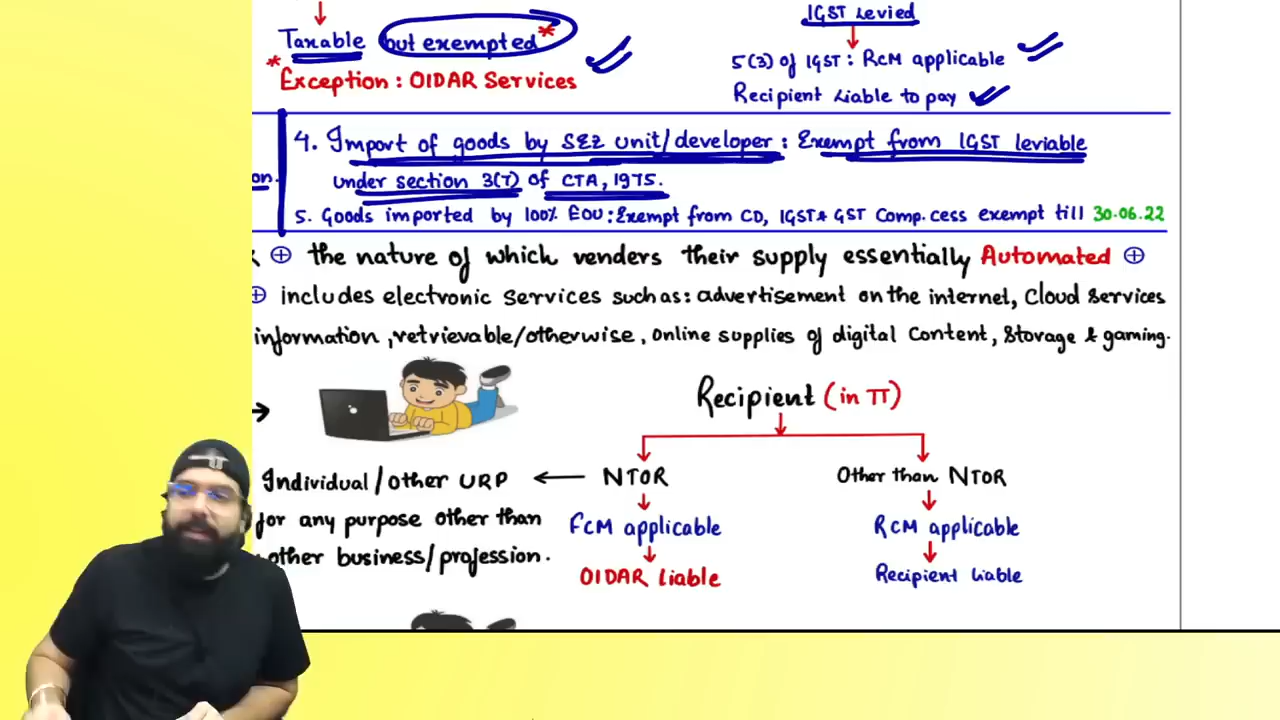 IGST Levied
Taxable but exempted*
5(3) of IGST: RCM applicable
*Exception : OIDAR Services
Recipient Liable to pay
4. Import of goods by SEZ unit/developer : Exempt from IGST leviable
on. under section 3(7) of CTA, 1975.
5. Goods imported by 100% EOU: Exempt from CD, IGST & GST Comp. cess exempt till 30.06.22
⊕ the nature of which renders their supply essentially Automated ⊕
⊕ includes electronic services such as: advertisement on the internet, Cloud services
information, retrievable/otherwise, Online supplies of digital Content, Storage & gaming.
Recipient (in TT)
Individual/other URP ← NTOR
Other than NTOR
for any purpose other than
FCM applicable
RCM applicable
other business/profession.
OIDAR Liable
Recipient Liable